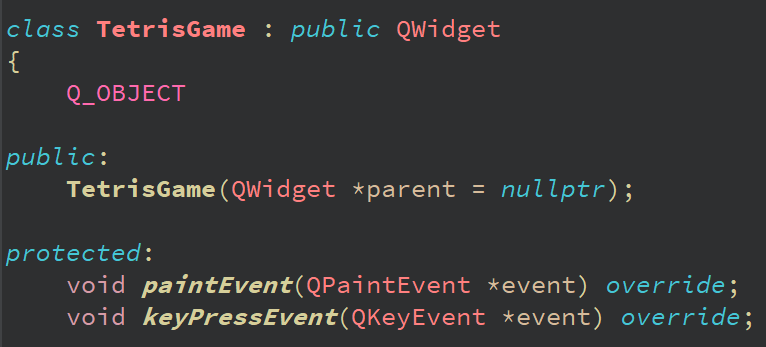 class TetrisGame : public QWidget
{
    Q_OBJECT

public:
    TetrisGame(QWidget *parent = nullptr);

protected:
    void paintEvent(QPaintEvent *event) override;
    void keyPressEvent(QKeyEvent *event) override;